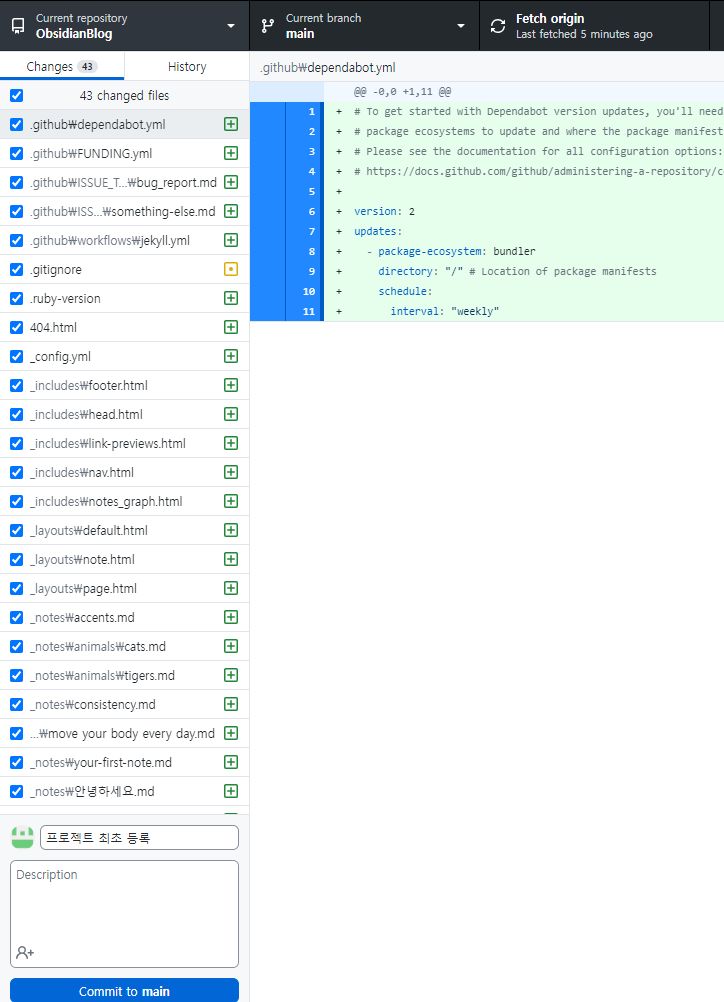 Current repository
ObsidianBlog
Current branch
main
Fetch origin
Last fetched 5 minutes ago
Changes 43
History
43 changed files
.github₩dependabot.yml
.github₩FUNDING.yml
.github₩ISSUE_T...₩bug_report.md
.github₩ISS...₩something-else.md
.github₩workflows₩jekyll.yml
.gitignore
.ruby-version
404.html
_config.yml
_includes₩footer.html
_includes₩head.html
_includes₩link-previews.html
_includes₩nav.html
_includes₩notes_graph.html
_layouts₩default.html
_layouts₩note.html
_layouts₩page.html
_notes₩accents.md
_notes₩animals₩cats.md
_notes₩animals₩tigers.md
_notes₩consistency.md
...₩move your body every day.md
_notes₩your-first-note.md
_notes₩안녕하세요.md
프로젝트 최초 등록
Description
Commit to main
.github₩dependabot.yml
@@ -0,0 +1,11 @@
1 + # To get started with Dependabot version updates, you'll need
2 + # package ecosystems to update and where the package manifest
3 + # Please see the documentation for all configuration options:
4 + # https://docs.github.com/github/administering-a-repository/c
5 +
6 + version: 2
7 + updates:
8 + - package-ecosystem: bundler
9 + directory: "/" # Location of package manifests
10 + schedule:
11 + interval: "weekly"